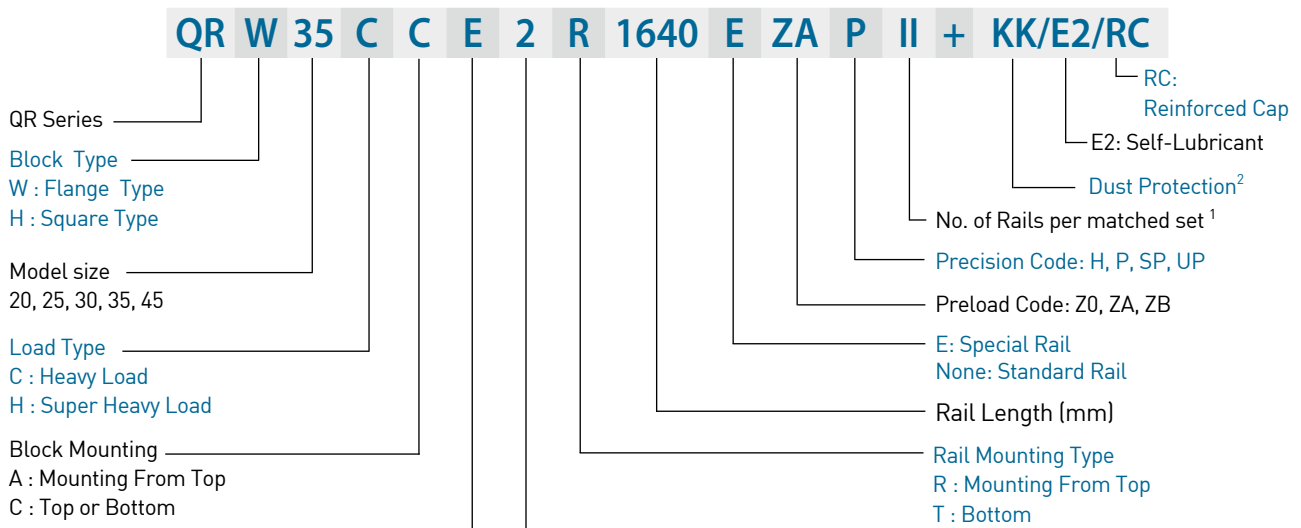 QR W 35 C C E 2 R 1640 E ZA P II + KK/E2/RC
QR Series
Block Type
W : Flange Type
H : Square Type
Model size
20, 25, 30, 35, 45
Load Type
C : Heavy Load
H : Super Heavy Load
Block Mounting
A : Mounting From Top
C : Top or Bottom
RC:
Reinforced Cap
E2: Self-Lubricant
Dust Protection2
No. of Rails per matched set 1
Precision Code: H, P, SP, UP
Preload Code: Z0, ZA, ZB
E: Special Rail
None: Standard Rail
Rail Length (mm)
Rail Mounting Type
R : Mounting From Top
T : Bottom